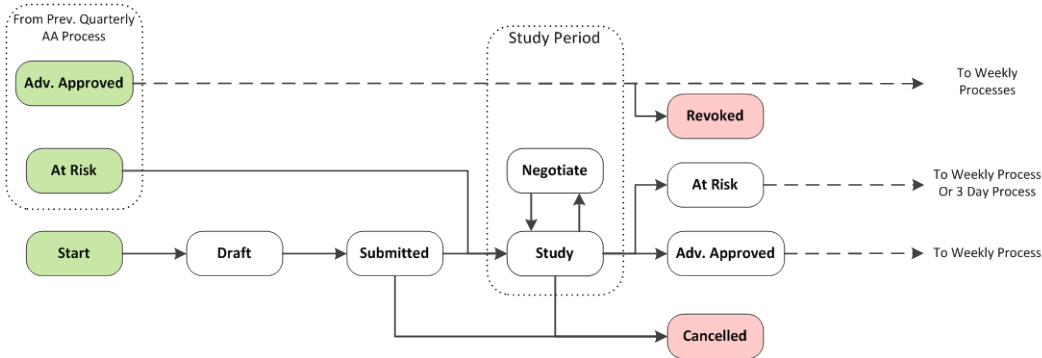 From Prev. Quarterly
AA Process
Study Period
Adv. Approved
To Weekly
Processes
Revoked
At Risk
Negotiate
At Risk
To Weekly Process
Or 3 Day Process
Start
Draft
Submitted
Study
Adv. Approved
To Weekly Process
Cancelled